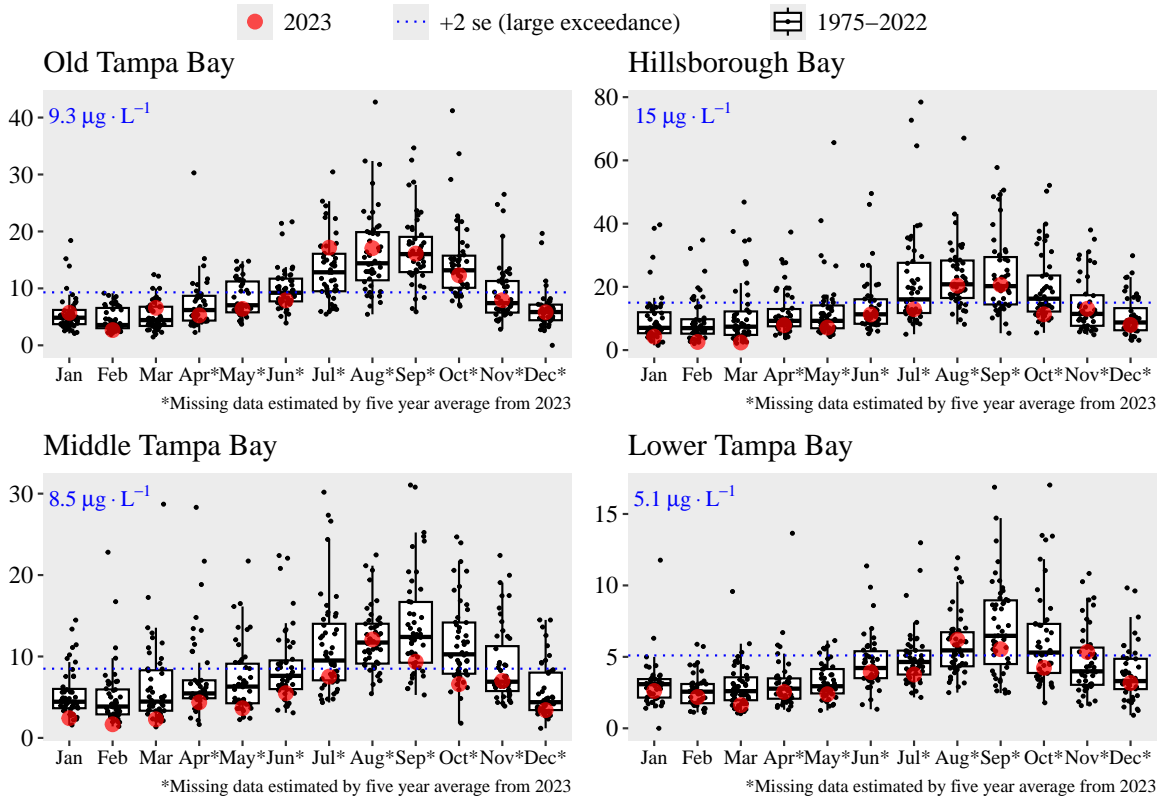 2023 +2 se (large exceedance) 1975−2022
Old Tampa Bay
9.3 μg · L⁻¹
40
30
20
10
0
Jan Feb Mar Apr* May* Jun* Jul* Aug* Sep* Oct* Nov* Dec*
*Missing data estimated by five year average from 2023
Hillsborough Bay
15 μg · L⁻¹
80
60
40
20
0
Jan Feb Mar Apr* May* Jun* Jul* Aug* Sep* Oct* Nov* Dec*
*Missing data estimated by five year average from 2023
Middle Tampa Bay
8.5 μg · L⁻¹
30
20
10
0
Jan Feb Mar Apr* May* Jun* Jul* Aug* Sep* Oct* Nov* Dec*
*Missing data estimated by five year average from 2023
Lower Tampa Bay
5.1 μg · L⁻¹
15
10
5
0
Jan Feb Mar Apr* May* Jun* Jul* Aug* Sep* Oct* Nov* Dec*
*Missing data estimated by five year average from 2023